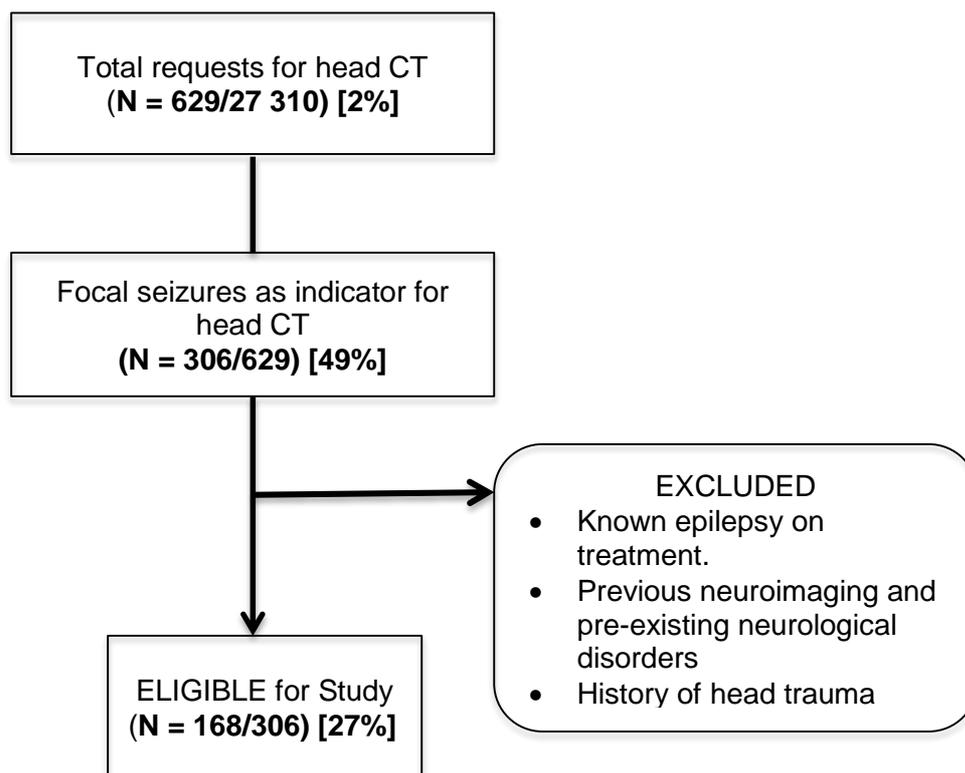 Total requests for head CT
(N = 629/27 310) [2%]
Focal seizures as indicator for
head CT
(N = 306/629) [49%]
EXCLUDED
• Known epilepsy on
treatment.
• Previous neuroimaging and
pre-existing neurological
disorders
• History of head trauma
ELIGIBLE for Study
(N = 168/306) [27%]